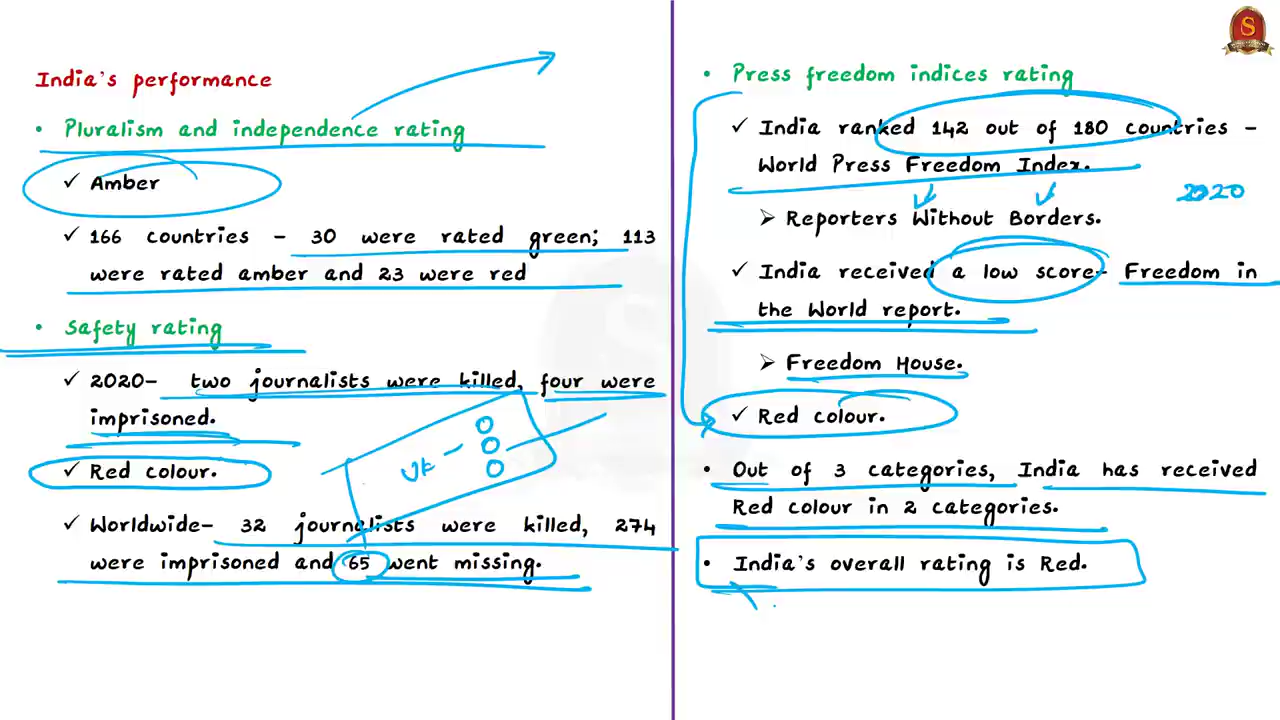 India's performance
• Pluralism and independence rating
✓ Amber
✓ 166 countries – 30 were rated green; 113
were rated amber and 23 were red
• Safety rating
✓ 2020- two journalists were killed, four were
imprisoned.
✓ Red colour.
✓ Worldwide- 32 journalists were killed, 274
were imprisoned and 65 went missing.
• Press freedom indices rating
✓ India ranked 142 out of 180 countries –
World Press Freedom Index.
2020
➢ Reporters Without Borders.
✓ India received a low score- Freedom in
the World report.
➢ Freedom House.
✓ Red colour.
• Out of 3 categories, India has received
Red colour in 2 categories.
• India's overall rating is Red.
S